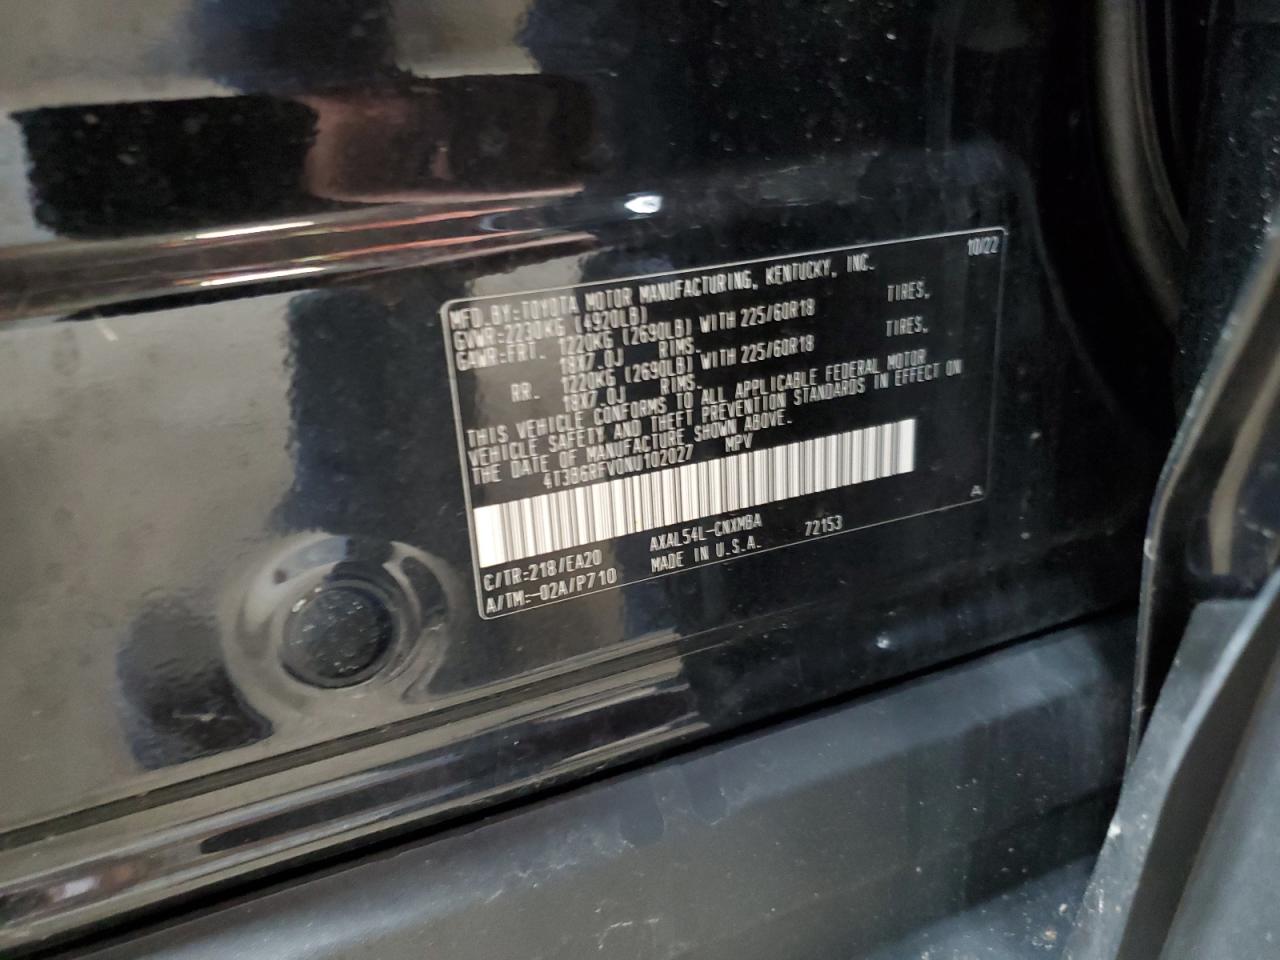 MFD. BY: TOYOTA MOTOR MANUFACTURING, KENTUCKY, INC. 10/22
GVWR: 2230KG (4920LB)
GAWR: FRT. 1220KG (2690LB) WITH 225/60R18 TIRES,
18X7.0J RIMS.
RR. 1220KG (2690LB) WITH 225/60R18 TIRES,
18X7.0J RIMS.
THIS VEHICLE CONFORMS TO ALL APPLICABLE FEDERAL MOTOR
VEHICLE SAFETY AND THEFT PREVENTION STANDARDS IN EFFECT ON
THE DATE OF MANUFACTURE SHOWN ABOVE.
4T3B6RFV0NU102027 MPV
A
C/TR: 218/EA20 AXAL54L-CNXMBA 72153
A/TM: -02A/P710 MADE IN U.S.A.